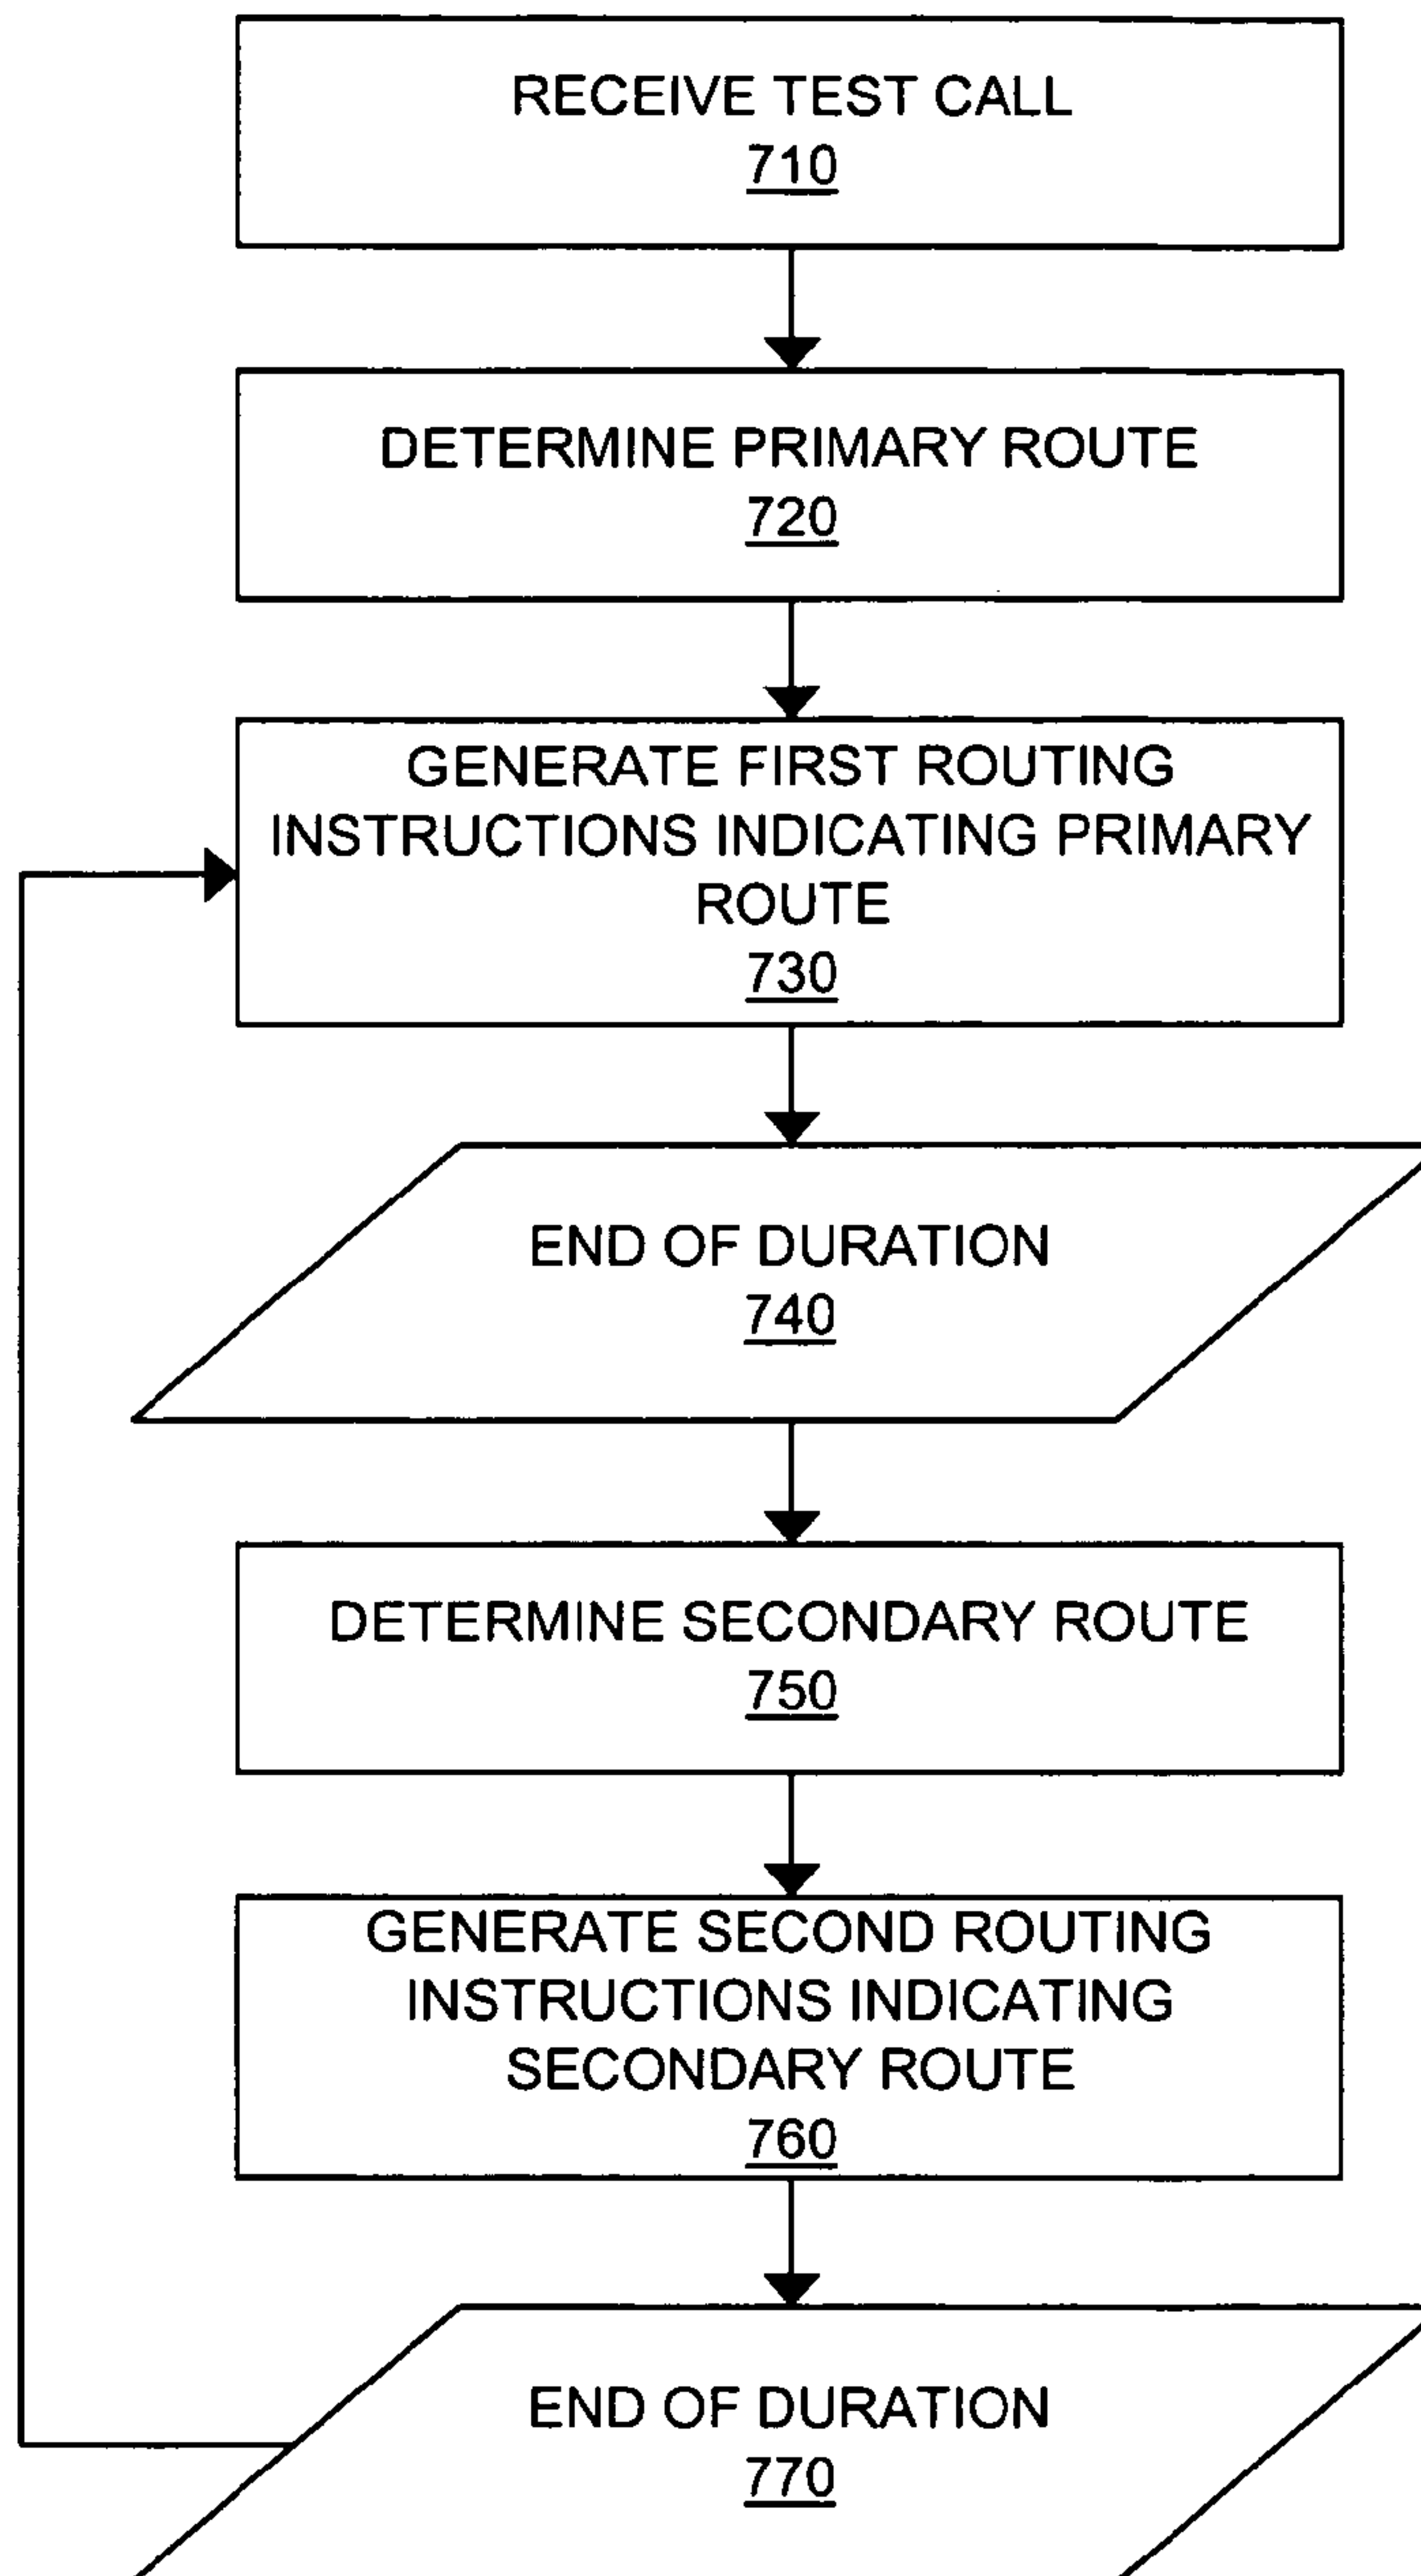 RECEIVE TEST CALL
710
DETERMINE PRIMARY ROUTE
720
GENERATE FIRST ROUTING
INSTRUCTIONS INDICATING PRIMARY
ROUTE
730
END OF DURATION
740
DETERMINE SECONDARY ROUTE
750
GENERATE SECOND ROUTING
INSTRUCTIONS INDICATING
SECONDARY ROUTE
760
END OF DURATION
770